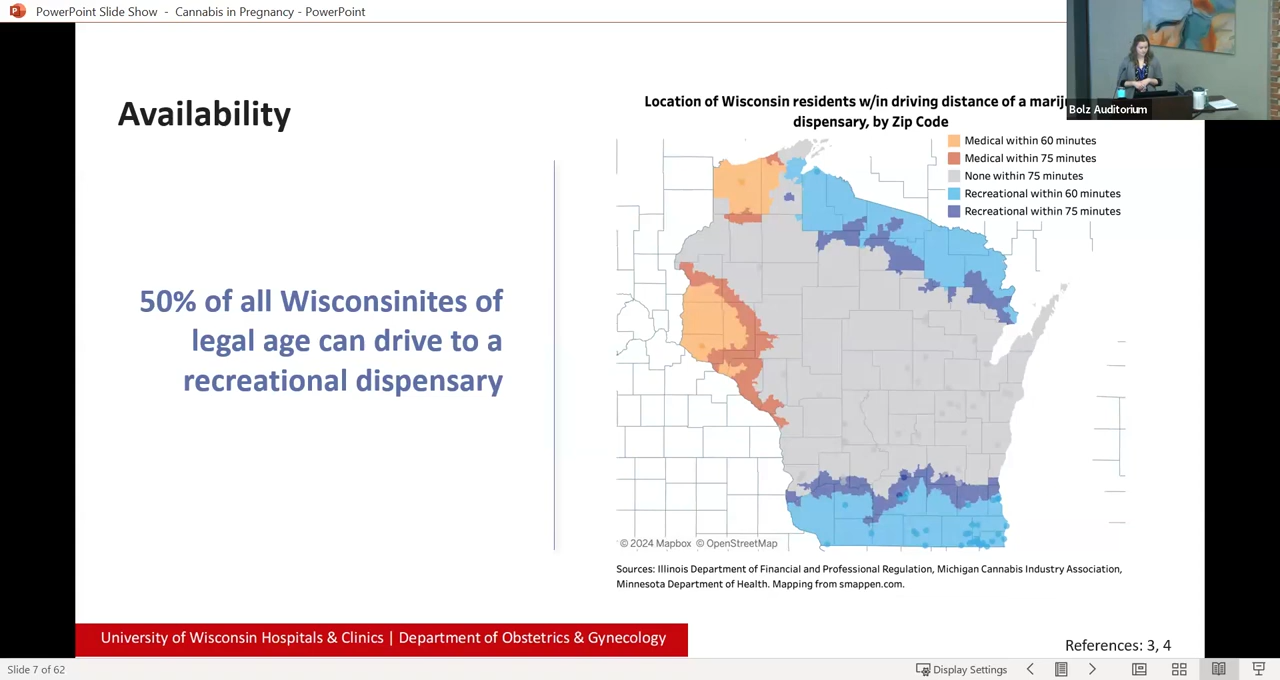 PowerPoint Slide Show - Cannabis in Pregnancy - PowerPoint
Bolz Auditorium
Availability
50% of all Wisconsinites of
legal age can drive to a
recreational dispensary
Location of Wisconsin residents w/in driving distance of a
dispensary, by Zip Code
Medical within 60 minutes
Medical within 75 minutes
None within 75 minutes
Recreational within 60 minutes
Recreational within 75 minutes
© 2024 Mapbox © OpenStreetMap
Sources: Illinois Department of Financial and Professional Regulation, Michigan Cannabis Industry Association,
Minnesota Department of Health. Mapping from smappen.com.
University of Wisconsin Hospitals & Clinics | Department of Obstetrics & Gynecology
References: 3, 4
Slide 7 of 62
Display Settings